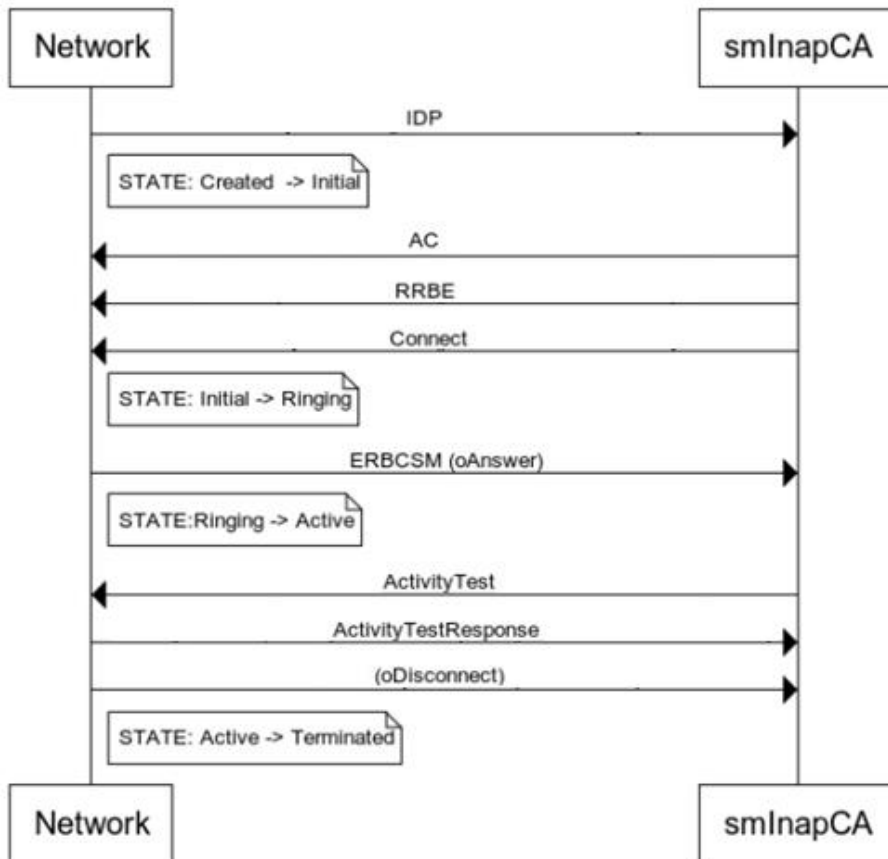 Network smInapCA
IDP
STATE: Created -> Initial
AC
RRBE
Connect
STATE: Initial -> Ringing
ERBCSM (oAnswer)
STATE:Ringing -> Active
ActivityTest
ActivityTestResponse
(oDisconnect)
STATE: Active -> Terminated
Network smInapCA